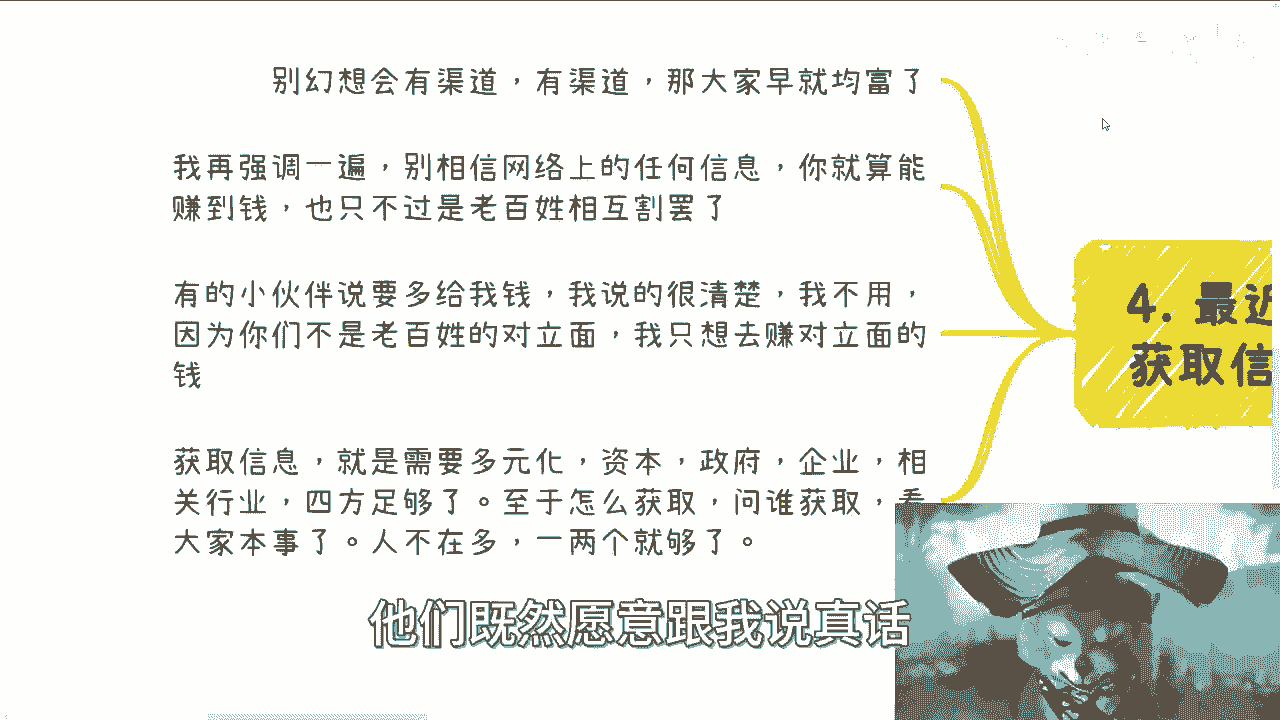 别幻想会有渠道，有渠道，那大家早就均富了
我再强调一遍，别相信网络上的任何信息，你就算能
赚到钱，也只不过是老百姓相互割罢了
有的小伙伴说要多给我钱，我说的很清楚，我不用，
因为你们不是老百姓的对立面，我只想去赚对立面的
钱
获取信息，就是需要多元化，资本，政府，企业，相
关行业，四方足够了。至于怎么获取，问谁获取，看
大家本事了。人不在多，一两个就够了。
4. 最近
获取信
他们既然愿意跟我说真话